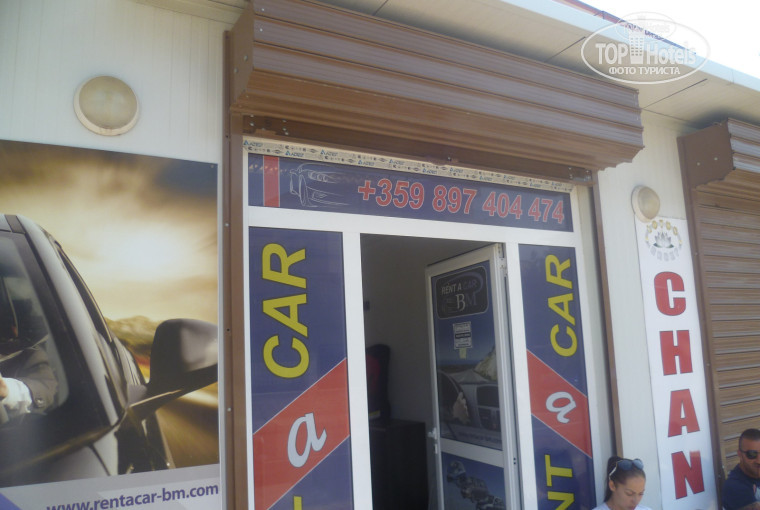 TOP Hotels
ФОТО ТУРИСТА
+359 897 404 474
CAR
a
T
RENT A CAR
BM
CAR
a
NT
CHAN
www.rentacar-bm.com